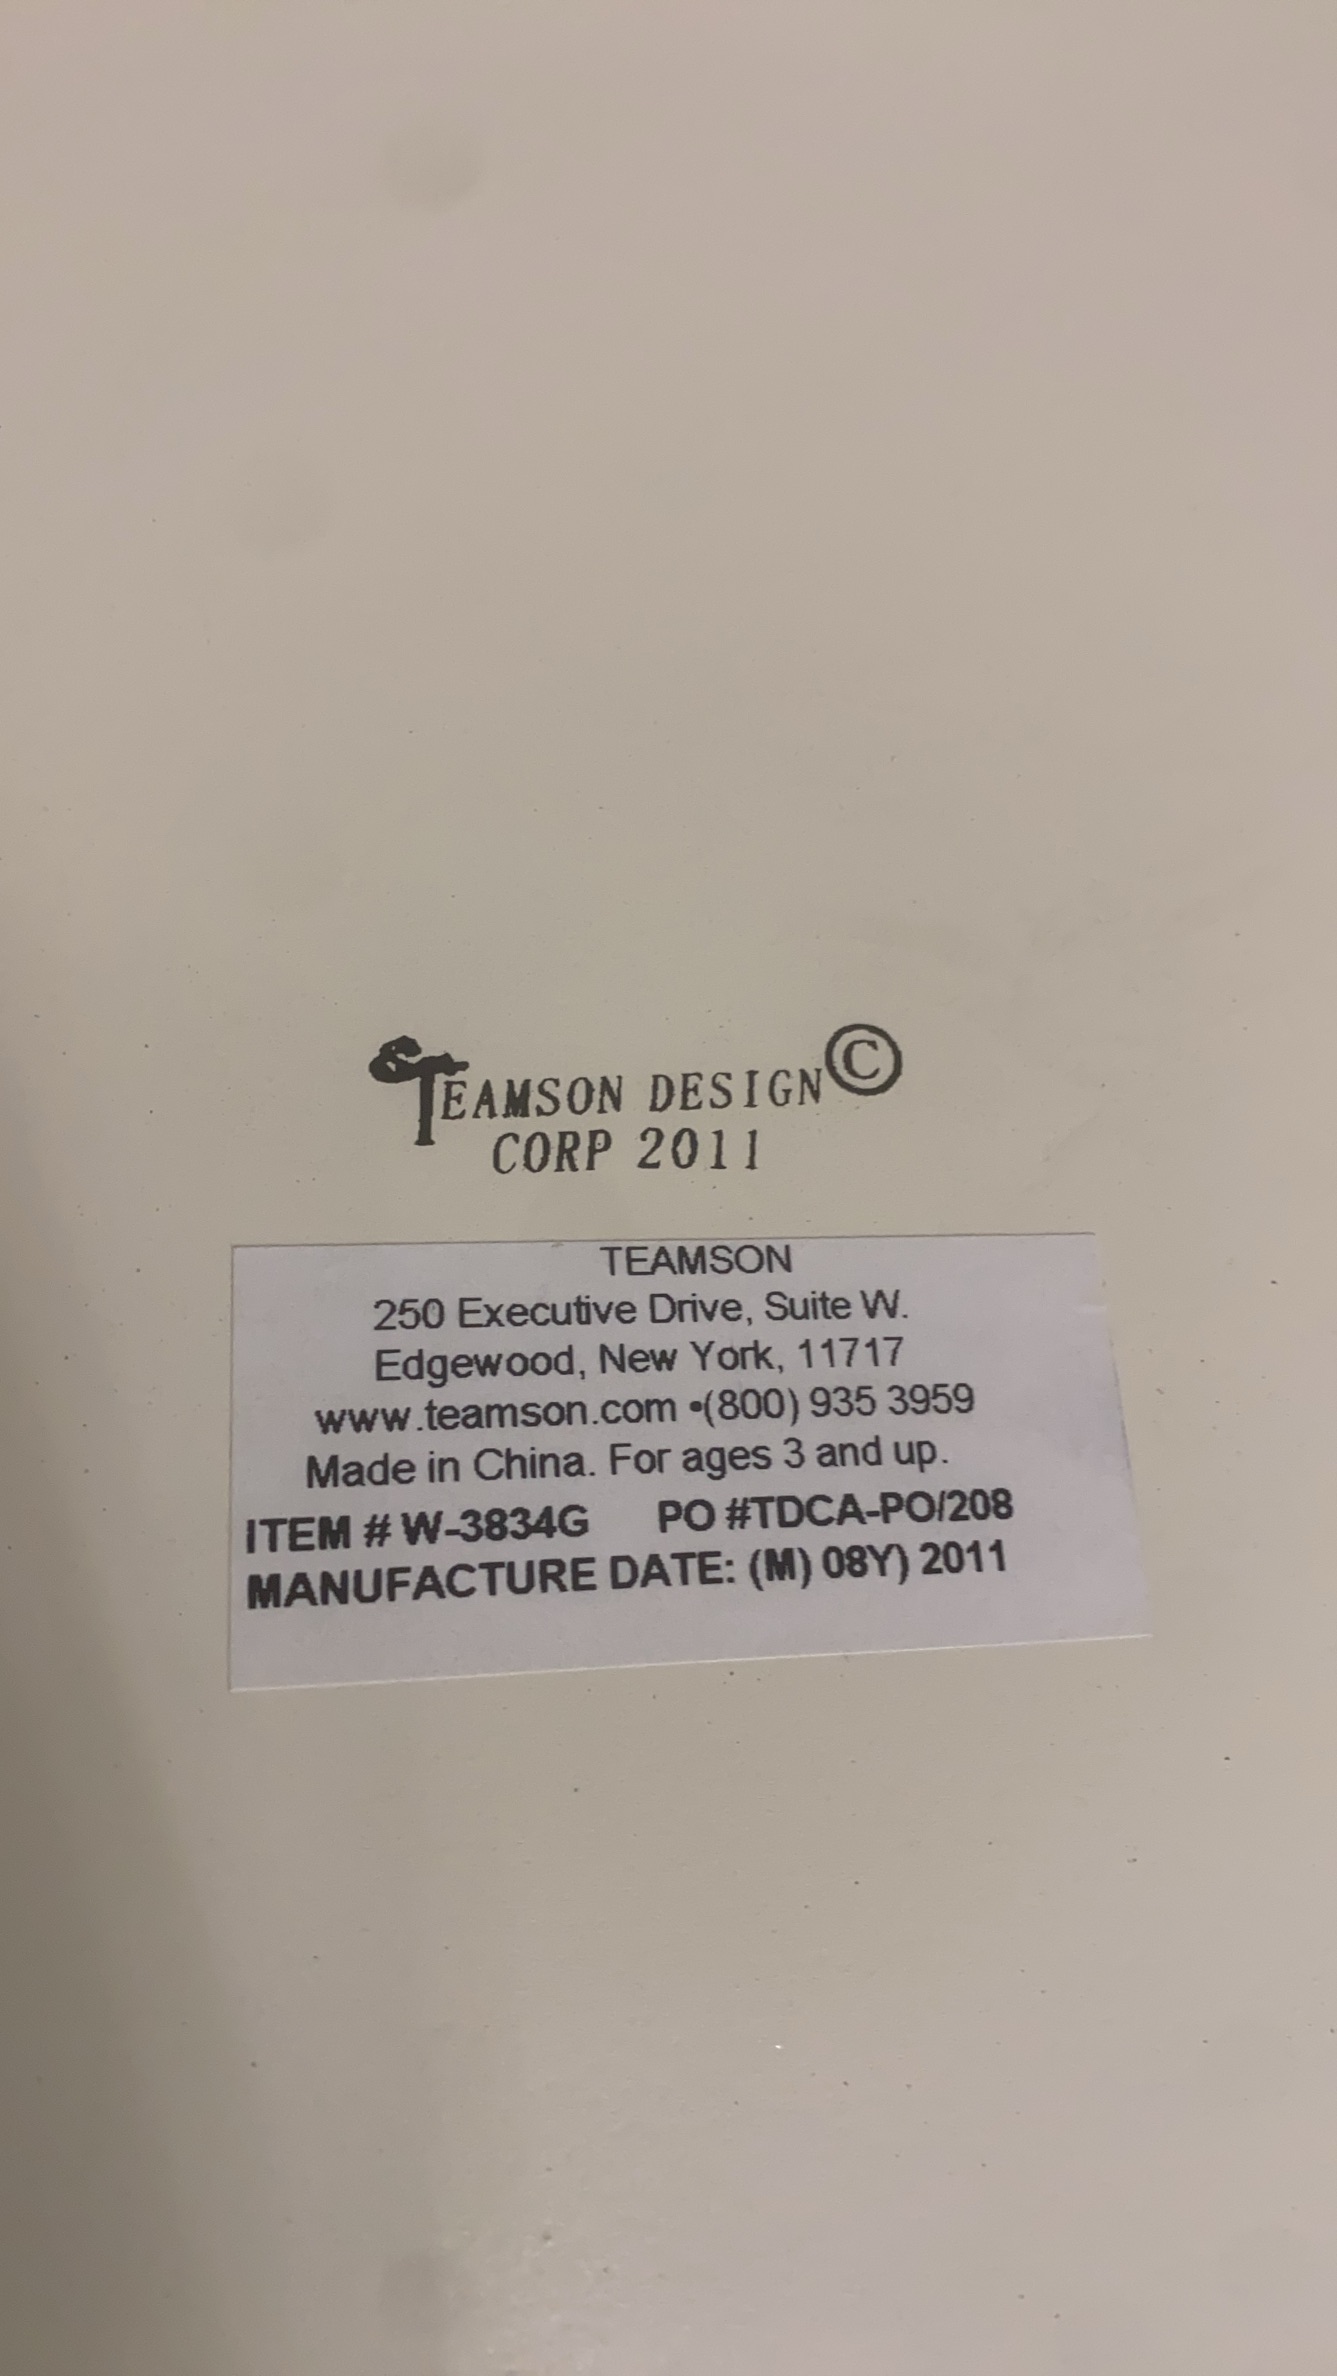 TEAMSON DESIGN©
CORP 2011
TEAMSON
250 Executive Drive, Suite W.
Edgewood, New York, 11717
www.teamson.com •(800) 935 3959
Made in China. For ages 3 and up.
ITEM # W-3834G PO #TDCA-PO/208
MANUFACTURE DATE: (M) 08Y) 2011